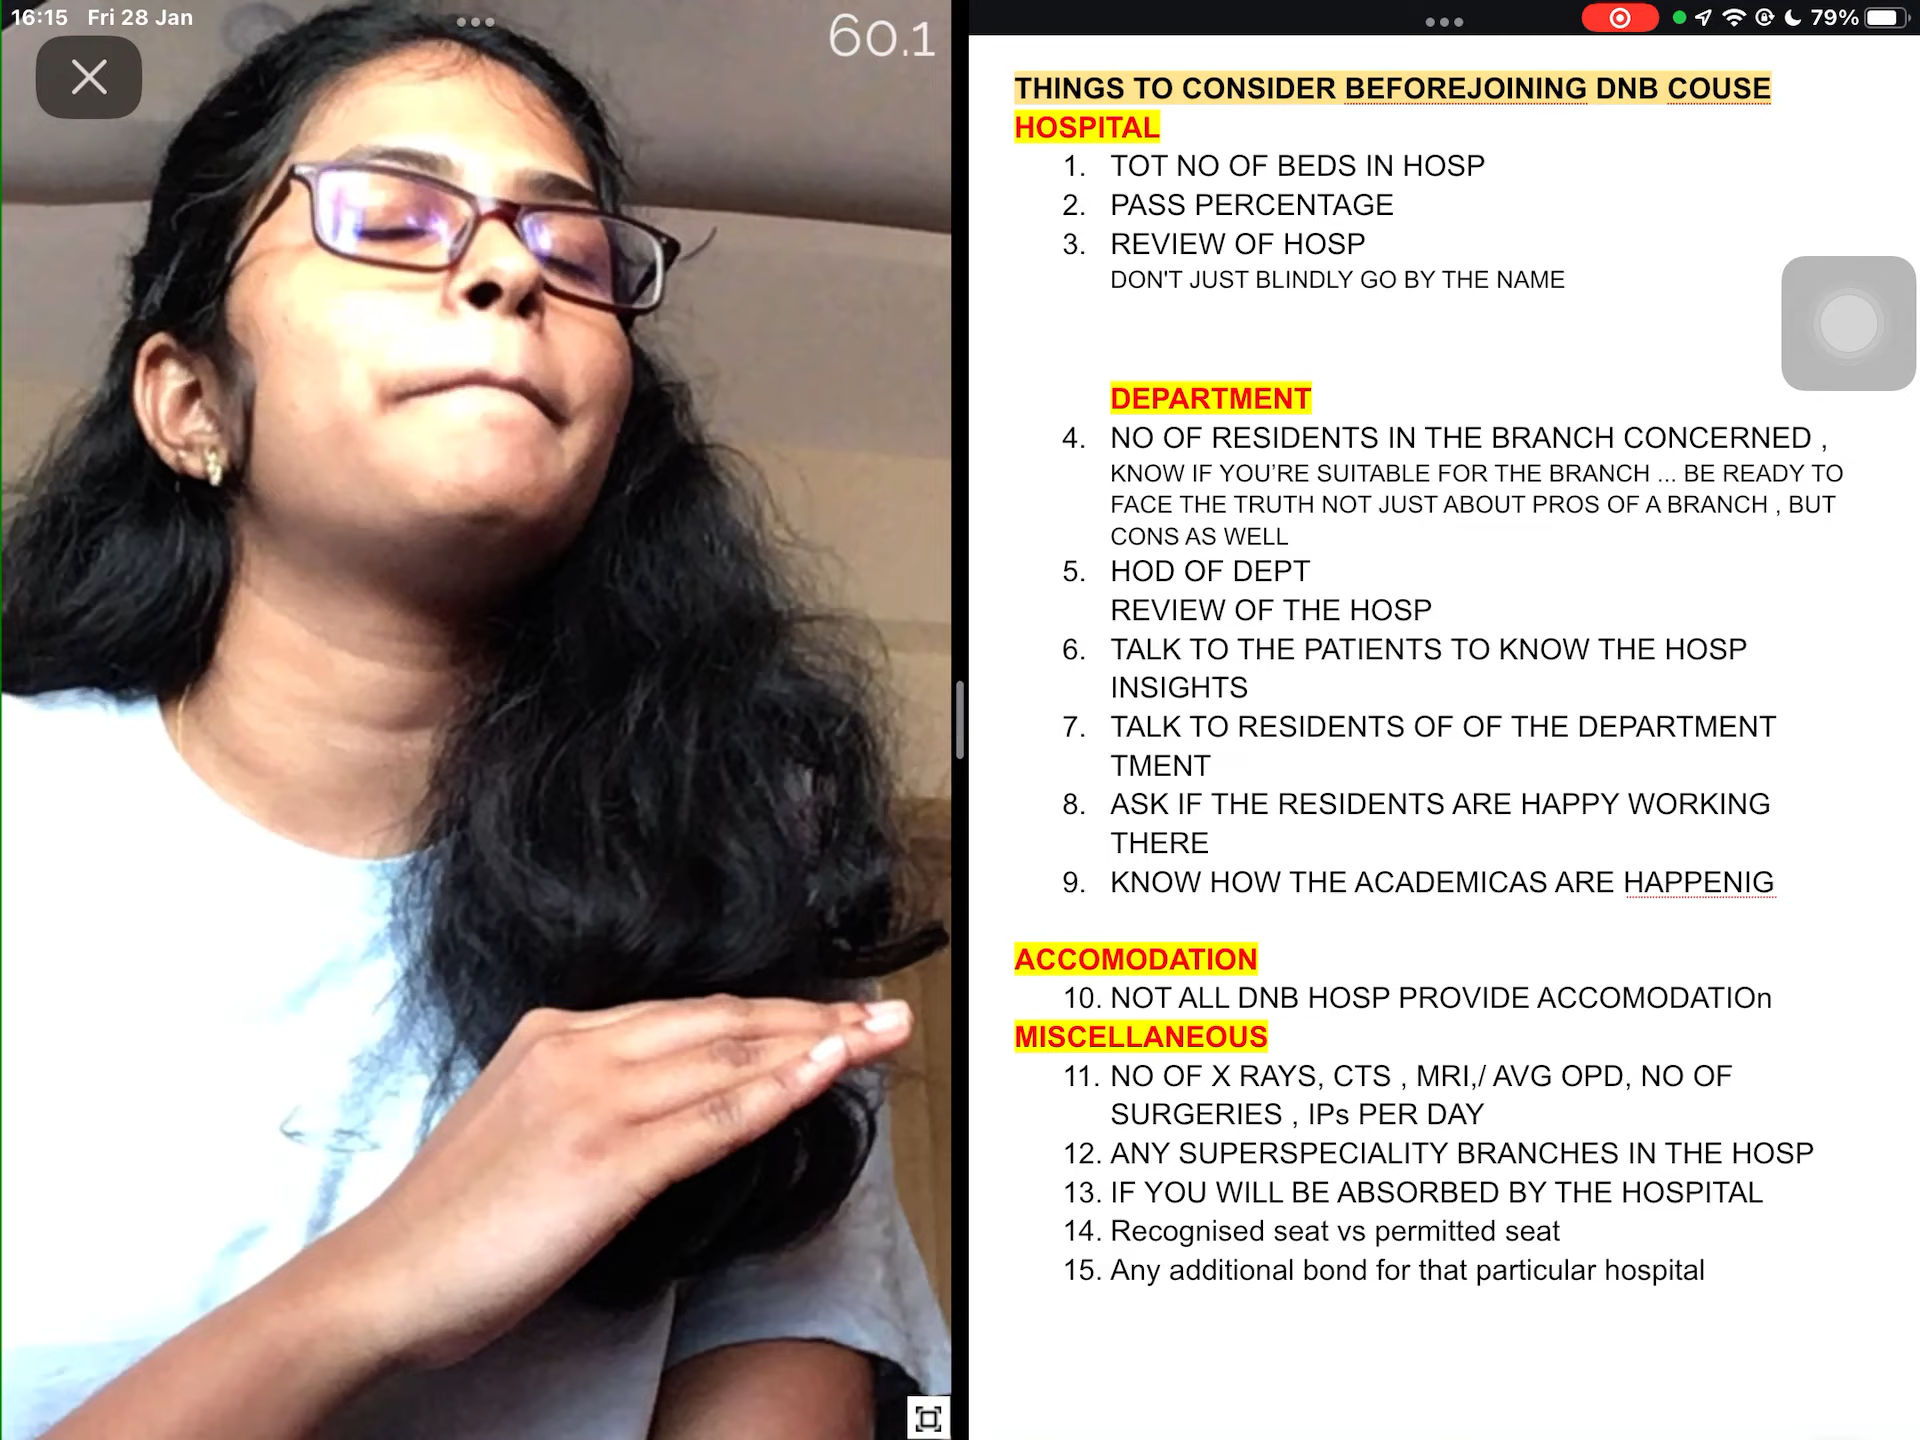 16:15 Fri 28 Jan
60.1
79%
THINGS TO CONSIDER BEFOREJOINING DNB COUSE
HOSPITAL
1. TOT NO OF BEDS IN HOSP
2. PASS PERCENTAGE
3. REVIEW OF HOSP
DON'T JUST BLINDLY GO BY THE NAME
DEPARTMENT
4. NO OF RESIDENTS IN THE BRANCH CONCERNED ,
KNOW IF YOU’RE SUITABLE FOR THE BRANCH ... BE READY TO
FACE THE TRUTH NOT JUST ABOUT PROS OF A BRANCH , BUT
CONS AS WELL
5. HOD OF DEPT
REVIEW OF THE HOSP
6. TALK TO THE PATIENTS TO KNOW THE HOSP
INSIGHTS
7. TALK TO RESIDENTS OF OF THE DEPARTMENT
TMENT
8. ASK IF THE RESIDENTS ARE HAPPY WORKING
THERE
9. KNOW HOW THE ACADEMICAS ARE HAPPENIG
ACCOMODATION
10. NOT ALL DNB HOSP PROVIDE ACCOMODATIOn
MISCELLANEOUS
11. NO OF X RAYS, CTS , MRI,/ AVG OPD, NO OF
SURGERIES , IPs PER DAY
12. ANY SUPERSPECIALITY BRANCHES IN THE HOSP
13. IF YOU WILL BE ABSORBED BY THE HOSPITAL
14. Recognised seat vs permitted seat
15. Any additional bond for that particular hospital